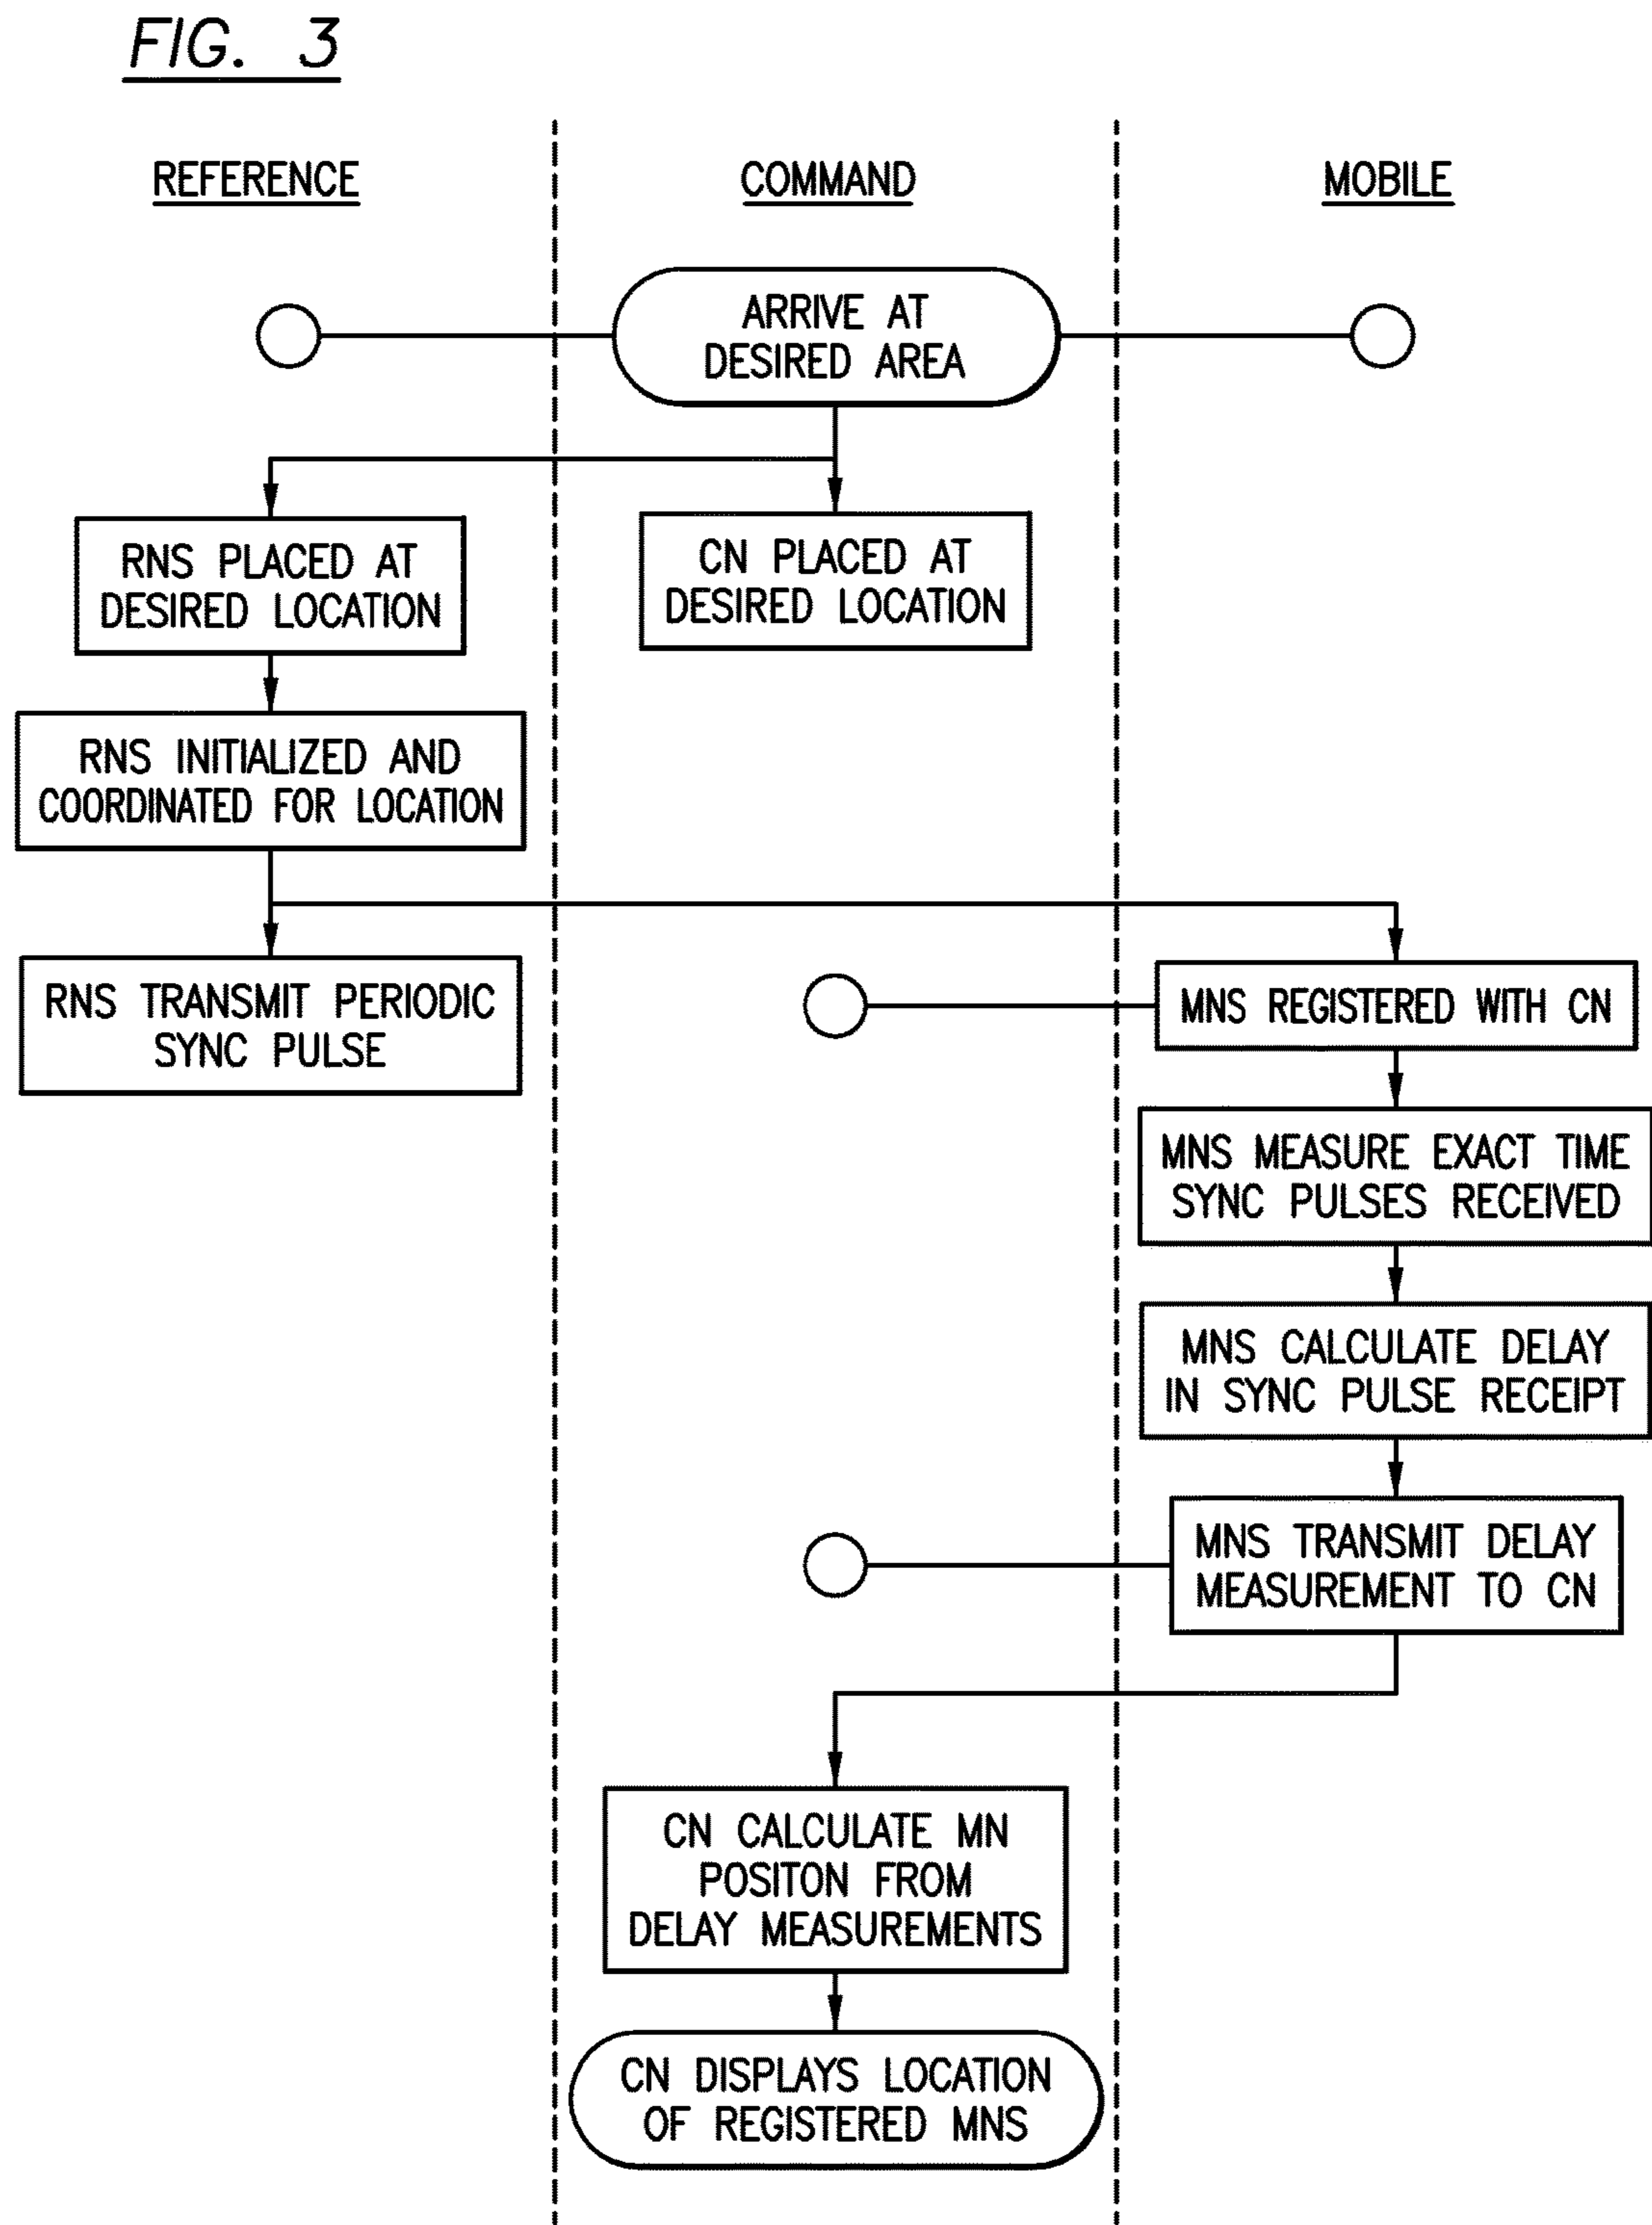 FIG. 3
REFERENCE
COMMAND
MOBILE
ARRIVE AT
DESIRED AREA
RNS PLACED AT
DESIRED LOCATION
CN PLACED AT
DESIRED LOCATION
RNS INITIALIZED AND
COORDINATED FOR LOCATION
RNS TRANSMIT PERIODIC
SYNC PULSE
MNS REGISTERED WITH CN
MNS MEASURE EXACT TIME
SYNC PULSES RECEIVED
MNS CALCULATE DELAY
IN SYNC PULSE RECEIPT
MNS TRANSMIT DELAY
MEASUREMENT TO CN
CN CALCULATE MN
POSITON FROM
DELAY MEASUREMENTS
CN DISPLAYS LOCATION
OF REGISTERED MNS